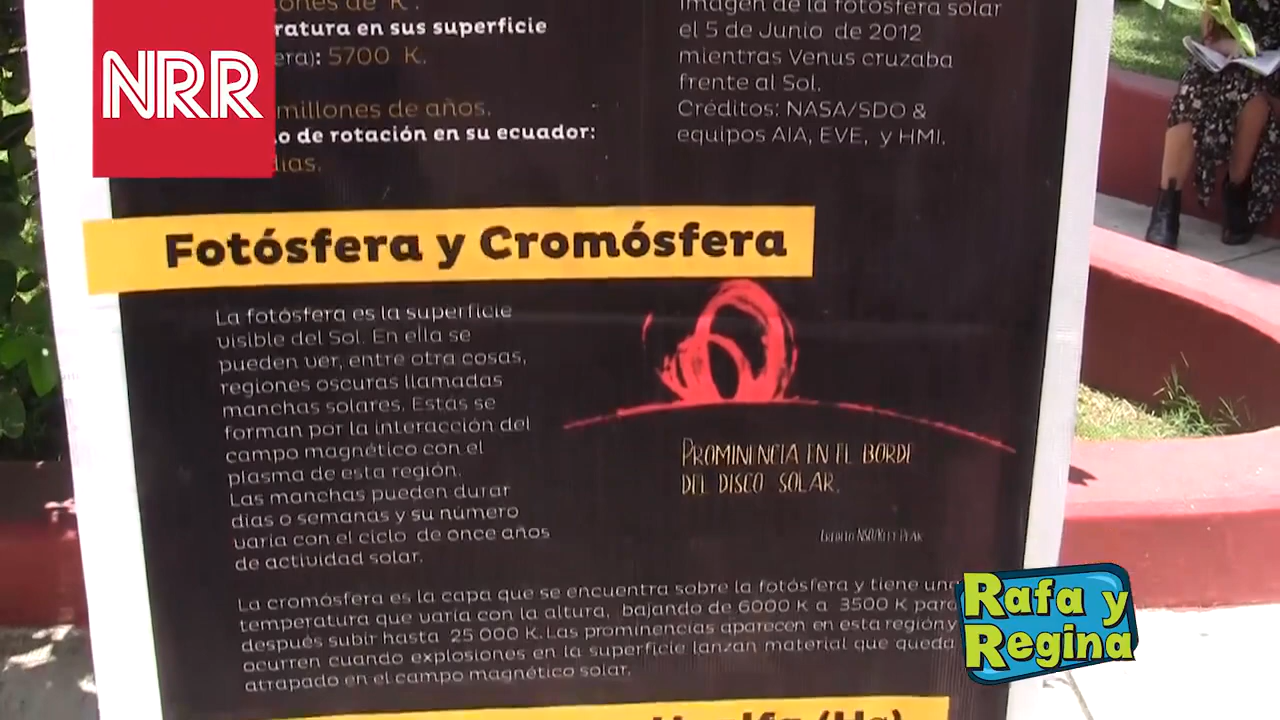 NRR
ones de K.
ratura en sus superficie
era): 5700 K.
millones de años.
o de rotación en su ecuador:
días.
Imagen de la fotósfera solar
el 5 de Junio de 2012
mientras Venus cruzaba
frente al Sol.
Créditos: NASA/SDO &
equipos AIA, EVE, y HMI.
Fotósfera y Cromósfera
La fotósfera es la superficie
visible del Sol. En ella se
pueden ver, entre otra cosas,
regiones oscuras llamadas
manchas solares. Estas se
forman por la interacción del
campo magnético con el
plasma de esta región.
Las manchas pueden durar
días o semanas y su número
varía con el ciclo de once años
de actividad solar.
PROMINENCIA EN EL BORDE
DEL DISCO SOLAR.
CRÉDITO NSO/KITT PEAK
La cromósfera es la capa que se encuentra sobre la fotósfera y tiene una
temperatura que varía con la altura, bajando de 6000 K a 3500 K para
después subir hasta 25 000 K. Las prominencias aparecen en esta región y
ocurren cuando explosiones en la superficie lanzan material que queda
atrapado en el campo magnético solar.
Rafa y
Regina